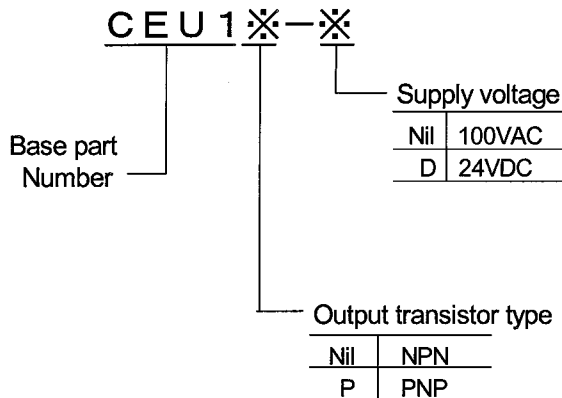 CEU1※-※
Supply voltage
Nil 100VAC
D 24VDC
Base part
Number
Output transistor type
Nil NPN
P PNP